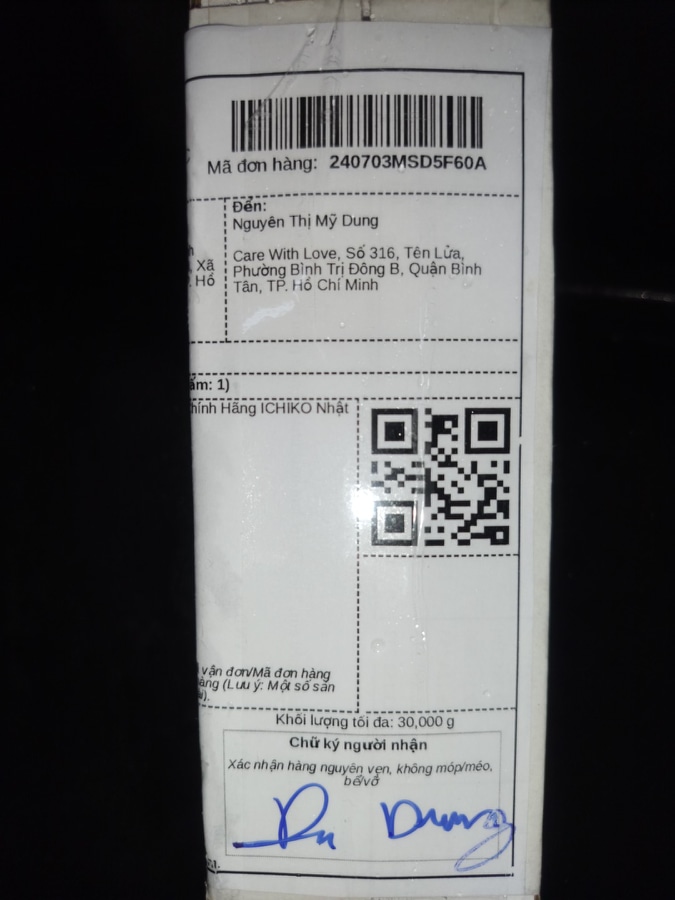 Mã đơn hàng: 240703MSD5F60A
Đến:
Nguyên Thị Mỹ Dung
Care With Love, Số 316, Tên Lửa,
Xã Phường Bình Trị Đông B, Quận Bình
Hồ Tân, TP. Hồ Chí Minh
ẩm: 1)
hính Hãng ICHIKO Nhật
vận đơn/Mã đơn hàng
àng (Lưu ý: Một số sản
Khối lượng tối đa: 30,000 g
Chữ ký người nhận
Xác nhận hàng nguyên vẹn, không móp/méo,
bể/vỡ
Dung